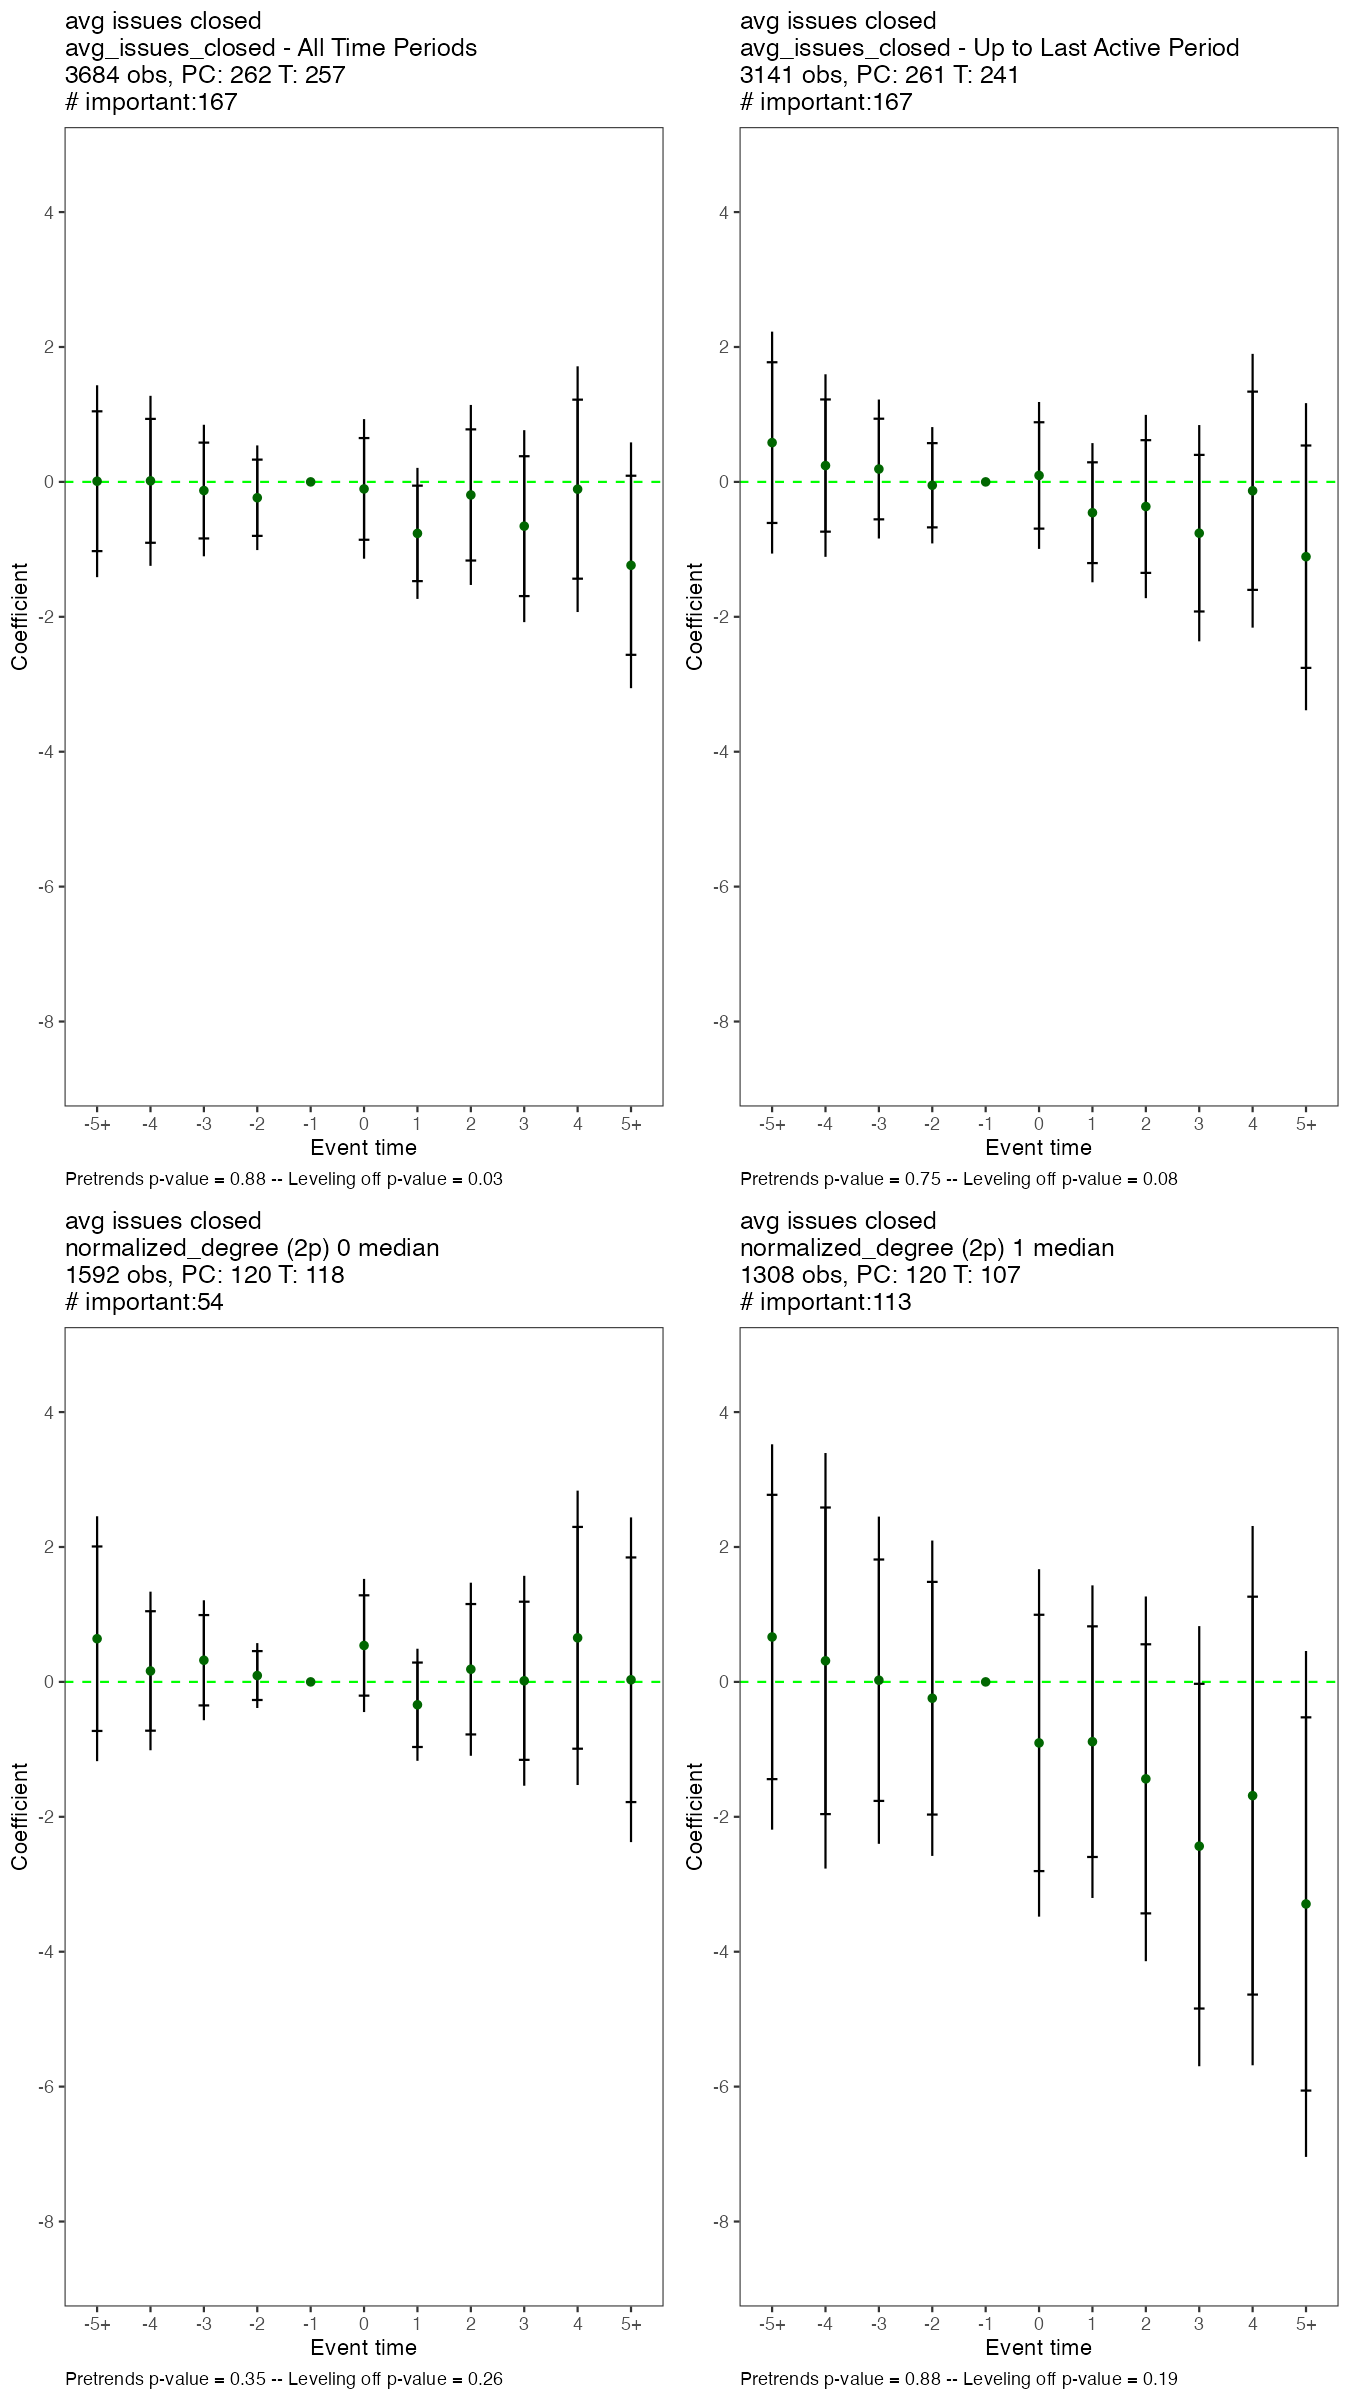 avg issues closed
avg_issues_closed - All Time Periods
3684 obs, PC: 262 T: 257
# important:167
4
2
0
-2
-4
-6
-8
Coefficient
-5+ -4 -3 -2 -1 0 1 2 3 4 5+
Event time
Pretrends p-value = 0.88 -- Leveling off p-value = 0.03
avg issues closed
avg_issues_closed - Up to Last Active Period
3141 obs, PC: 261 T: 241
# important:167
4
2
0
-2
-4
-6
-8
Coefficient
-5+ -4 -3 -2 -1 0 1 2 3 4 5+
Event time
Pretrends p-value = 0.75 -- Leveling off p-value = 0.08
avg issues closed
normalized_degree (2p) 0 median
1592 obs, PC: 120 T: 118
# important:54
4
2
0
-2
-4
-6
-8
Coefficient
-5+ -4 -3 -2 -1 0 1 2 3 4 5+
Event time
Pretrends p-value = 0.35 -- Leveling off p-value = 0.26
avg issues closed
normalized_degree (2p) 1 median
1308 obs, PC: 120 T: 107
# important:113
4
2
0
-2
-4
-6
-8
Coefficient
-5+ -4 -3 -2 -1 0 1 2 3 4 5+
Event time
Pretrends p-value = 0.88 -- Leveling off p-value = 0.19